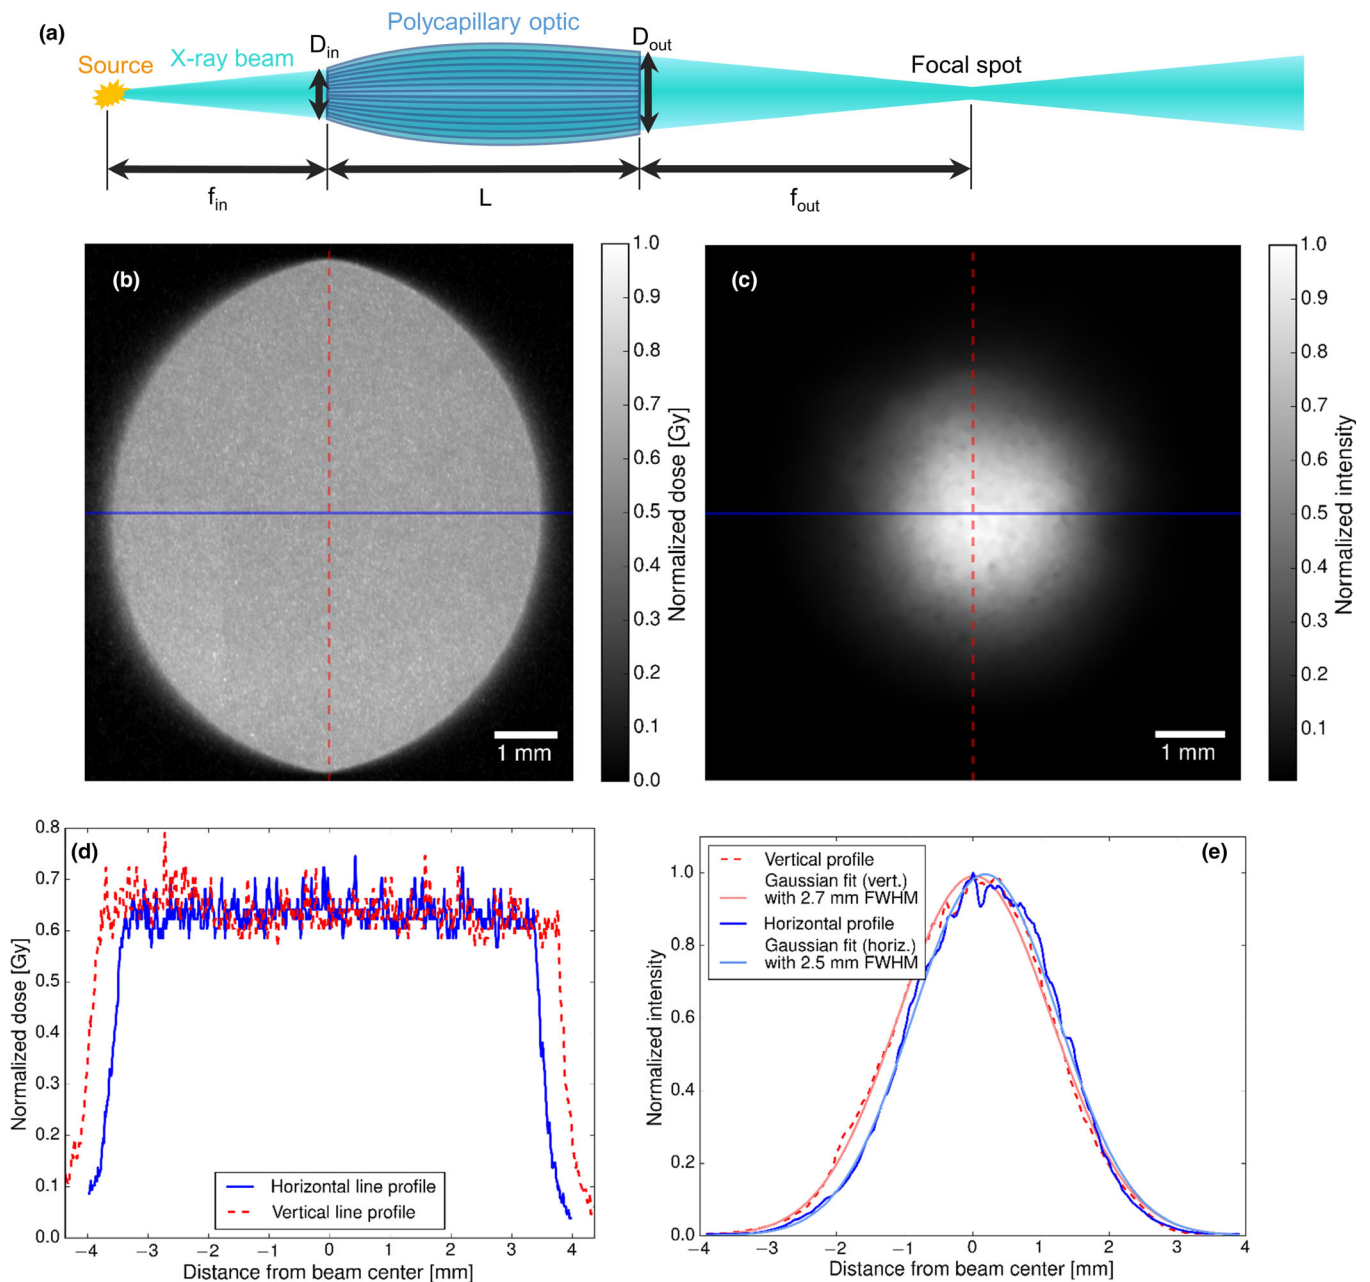 (a)
Polycapillary optic
X-ray beam
D_in
D_out
Source
Focal spot
f_in
L
f_out
(b)
1 mm
1.0
0.9
0.8
0.7
0.6
0.5
0.4
0.3
0.2
0.1
0.0
Normalized dose [Gy]
(c)
1 mm
1.0
0.9
0.8
0.7
0.6
0.5
0.4
0.3
0.2
0.1
Normalized intensity
(d)
0.8
0.7
0.6
0.5
0.4
0.3
0.2
0.1
0.0
Normalized dose [Gy]
Horizontal line profile
Vertical line profile
−4 −3 −2 −1 0 1 2 3 4
Distance from beam center [mm]
(e)
Vertical profile
Gaussian fit (vert.)
with 2.7 mm FWHM
Horizontal profile
Gaussian fit (horiz.)
with 2.5 mm FWHM
1.0
0.8
0.6
0.4
0.2
0.0
Normalized intensity
−4 −3 −2 −1 0 1 2 3 4
Distance from beam center [mm]